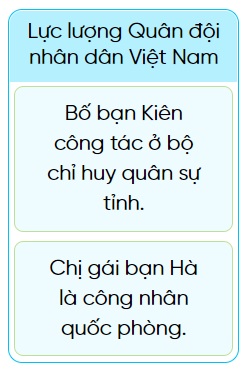 Lực lượng Quân đội
nhân dân Việt Nam
Bố bạn Kiên
công tác ở bộ
chỉ huy quân sự
tỉnh.
Chị gái bạn Hà
là công nhân
quốc phòng.